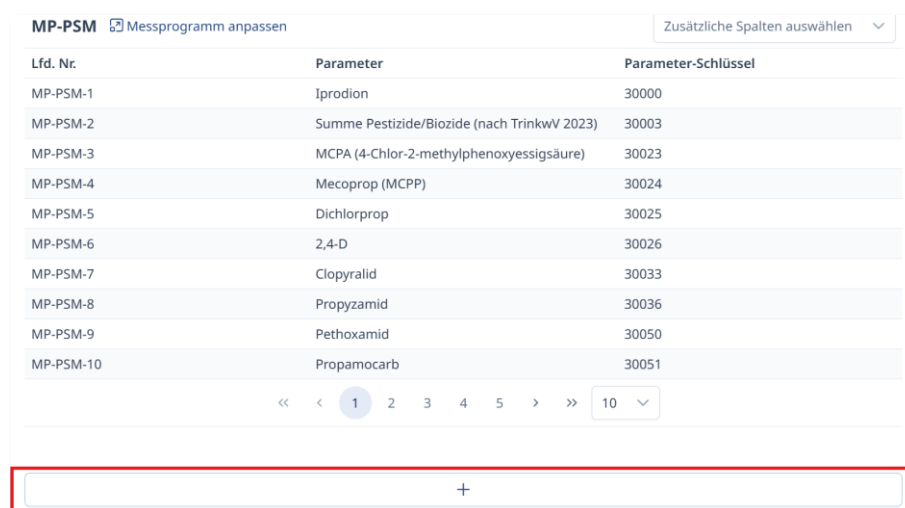 MP-PSM Messprogramm anpassen Zusätzliche Spalten auswählen
Lfd. Nr. Parameter Parameter-Schlüssel
MP-PSM-1 Iprodion 30000
MP-PSM-2 Summe Pestizide/Biozide (nach TrinkwV 2023) 30003
MP-PSM-3 MCPA (4-Chlor-2-methylphenoxyessigsäure) 30023
MP-PSM-4 Mecoprop (MCPP) 30024
MP-PSM-5 Dichlorprop 30025
MP-PSM-6 2,4-D 30026
MP-PSM-7 Clopyralid 30033
MP-PSM-8 Propyzamid 30036
MP-PSM-9 Pethoxamid 30050
MP-PSM-10 Propamocarb 30051
« ‹ 1 2 3 4 5 › » 10
+